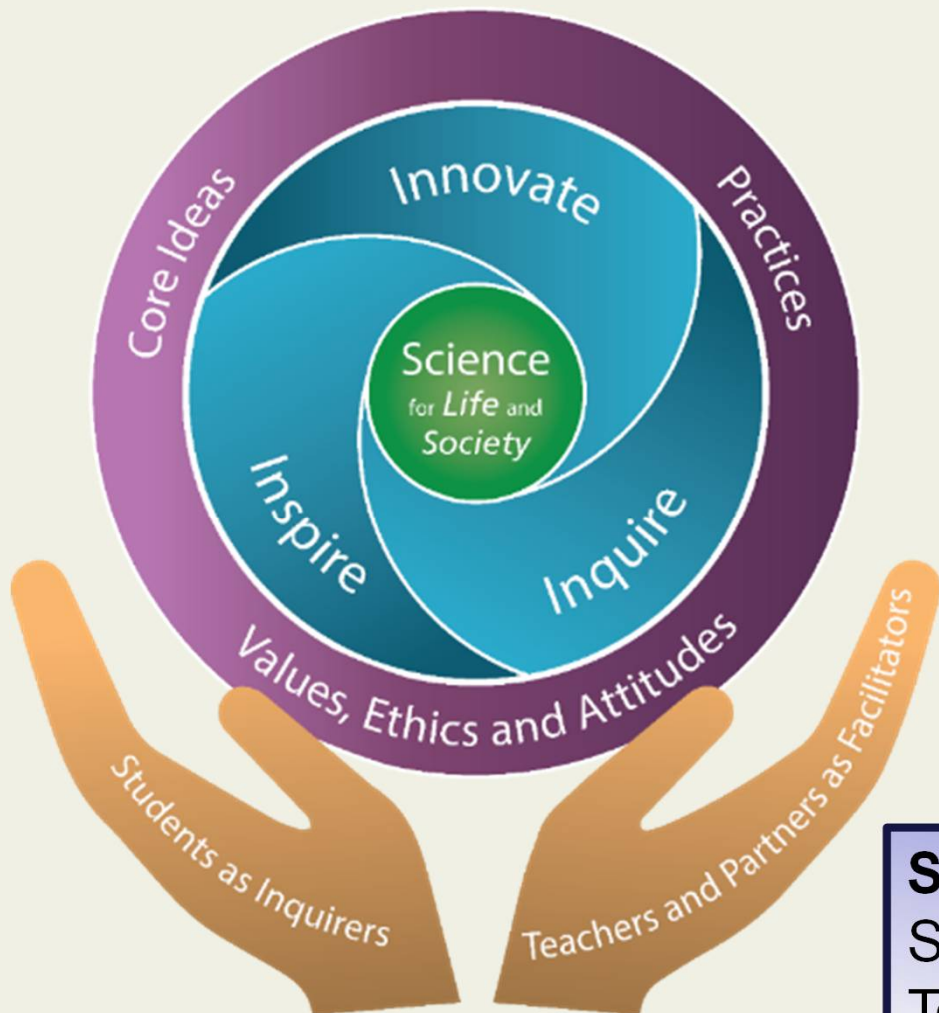 Core Ideas
Innovate
Practices
Science
for Life and
Society
Inspire
Inquire
Values, Ethics and Attitudes
Students as Inquirers
Teachers and Partners as Facilitators